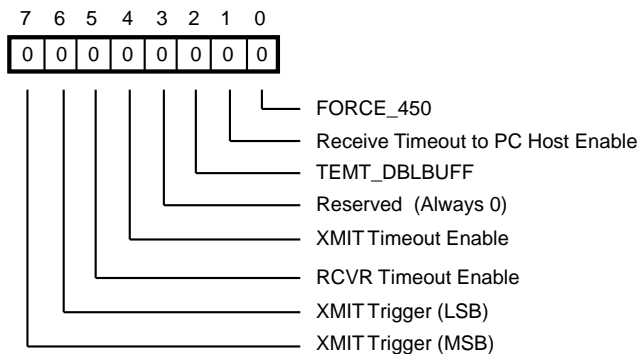 7 6 5 4 3 2 1 0
0 0 0 0 0 0 0 0
FORCE_450
Receive Timeout to PC Host Enable
TEMT_DBLBUFF
Reserved (Always 0)
XMIT Timeout Enable
RCVR Timeout Enable
XMIT Trigger (LSB)
XMIT Trigger (MSB)